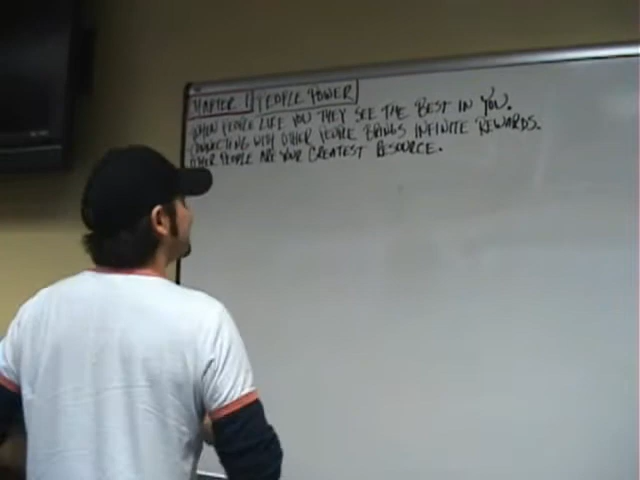 CHAPTER 1 PEOPLE POWER
WHEN PEOPLE LIKE YOU THEY SEE THE BEST IN YOU.
CONNECTING WITH OTHER PEOPLE BRINGS INFINITE REWARDS.
OTHER PEOPLE ARE YOUR GREATEST RESOURCE.